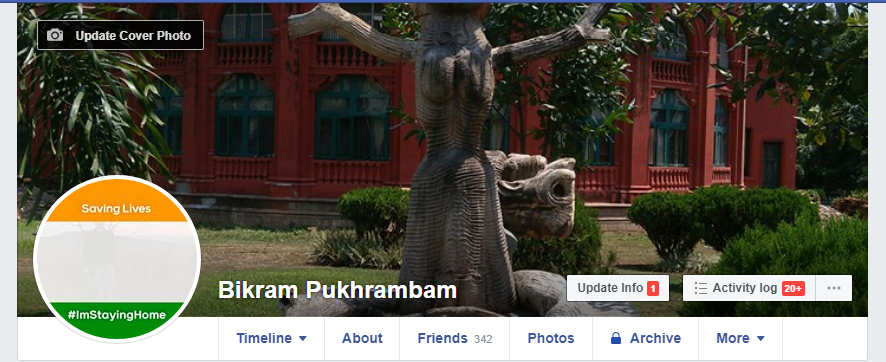 Update Cover Photo
Saving Lives
#ImStayingHome
Bikram Pukhrambam
Update Info 1
Activity log 20+
Timeline
About
Friends 342
Photos
Archive
More